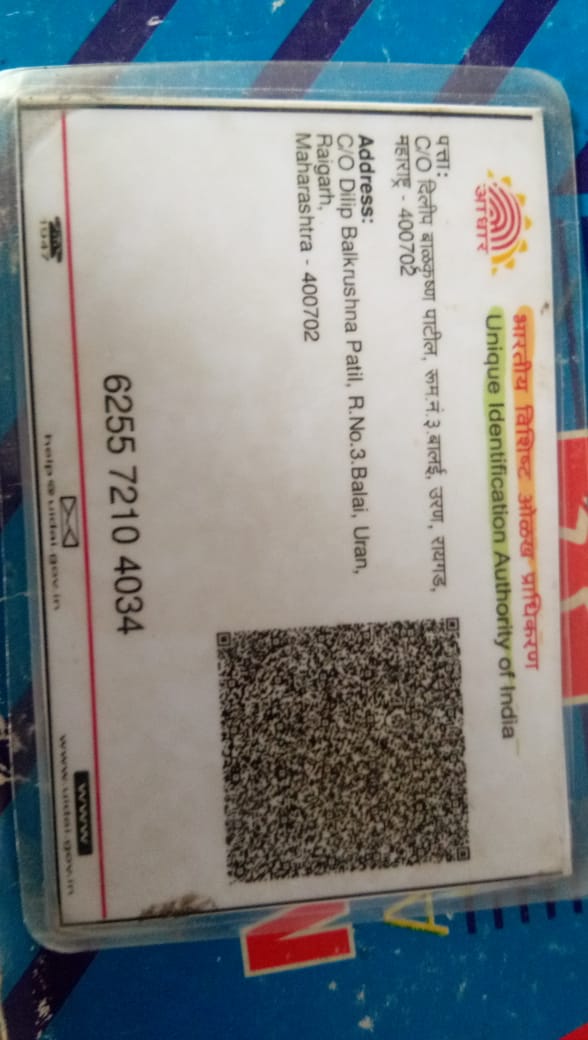 आधार
भारतीय विशिष्ट ओळख प्राधिकरण
Unique Identification Authority of India
पत्ता:
C/O दिलीप बाळकृष्ण पाटील, रूम.नं.३.बालई, उरण, रायगड,
महाराष्ट्र - 400702
Address:
C/O Dilip Balkrushna Patil, R.No.3.Balai, Uran,
Raigarh,
Maharashtra - 400702
6255 7210 4034
1947
help@uidai.gov.in
www
www.uidai.gov.in